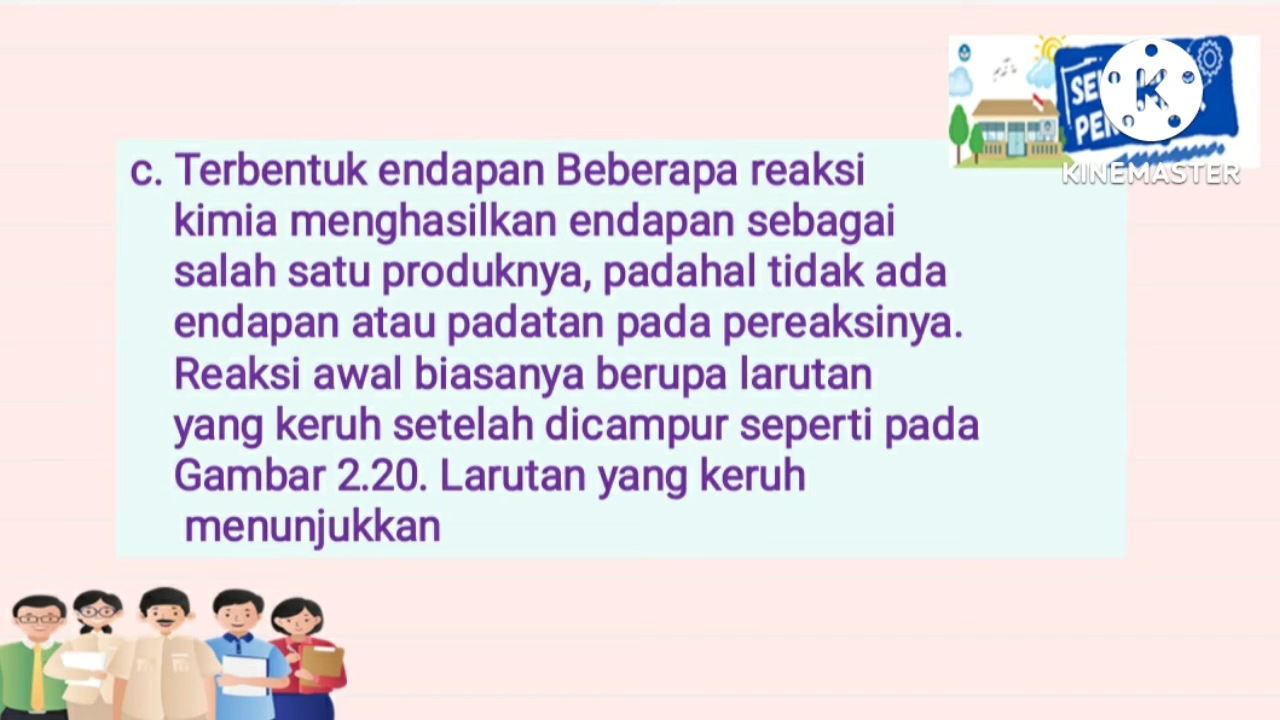 c. Terbentuk endapan Beberapa reaksi
kimia menghasilkan endapan sebagai
salah satu produknya, padahal tidak ada
endapan atau padatan pada pereaksinya.
Reaksi awal biasanya berupa larutan
yang keruh setelah dicampur seperti pada
Gambar 2.20. Larutan yang keruh
menunjukkan
KINEMASTER